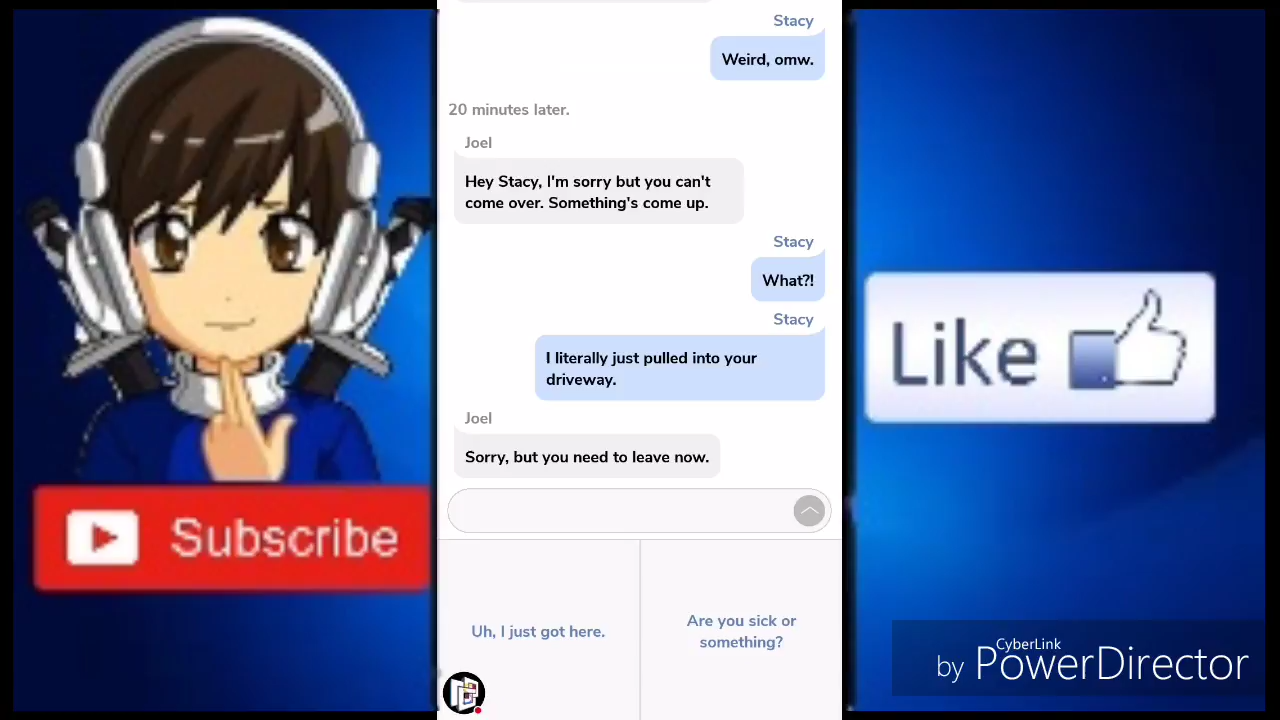 Stacy
Weird, omw.
20 minutes later.
Joel
Hey Stacy, I'm sorry but you can't
come over. Something's come up.
Stacy
What?!
Stacy
I literally just pulled into your
driveway.
Joel
Sorry, but you need to leave now.
Uh, I just got here.
Are you sick or
something?
Subscribe
Like
CyberLink
by PowerDirector